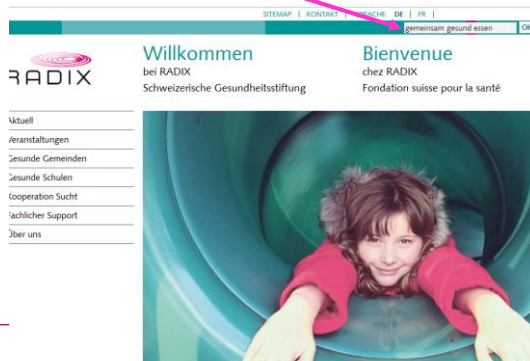 SITEMAP | KONTAKT | SPRACHE: DE | FR |
gemeinsam gesund essen OK
RADIX
Willkommen
bei RADIX
Schweizerische Gesundheitsstiftung
Bienvenue
chez RADIX
Fondation suisse pour la santé
Aktuell
Veranstaltungen
Gesunde Gemeinden
Gesunde Schulen
Kooperation Sucht
Fachlicher Support
Über uns